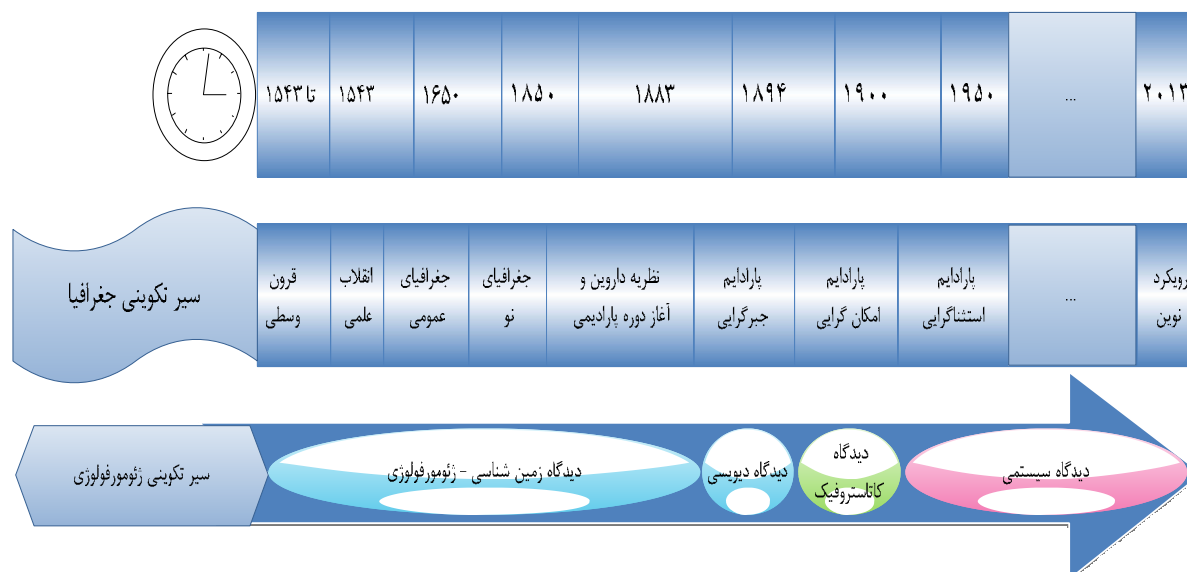 تا ۱۵۴۳
۱۵۴۳
۱۶۵۰
۱۸۵۰
۱۸۸۳
۱۸۹۴
۱۹۰۰
۱۹۵۰
...
۲۰۱۳
سیر تکوینی جغرافیا
قرون
وسطی
انقلاب
علمی
جغرافیای
عمومی
جغرافیای
نو
نظریه داروین و
آغاز دوره پارادیمی
پارادایم
جبرگرایی
پارادایم
امکان گرایی
پارادایم
استثناگرایی
...
رویکرد
نوین
سیر تکوینی ژئومورفولوژی
دیدگاه زمین شناسی - ژئومورفولوژی
دیدگاه دیویسی
دیدگاه
کاتاستروفیک
دیدگاه سیستمی